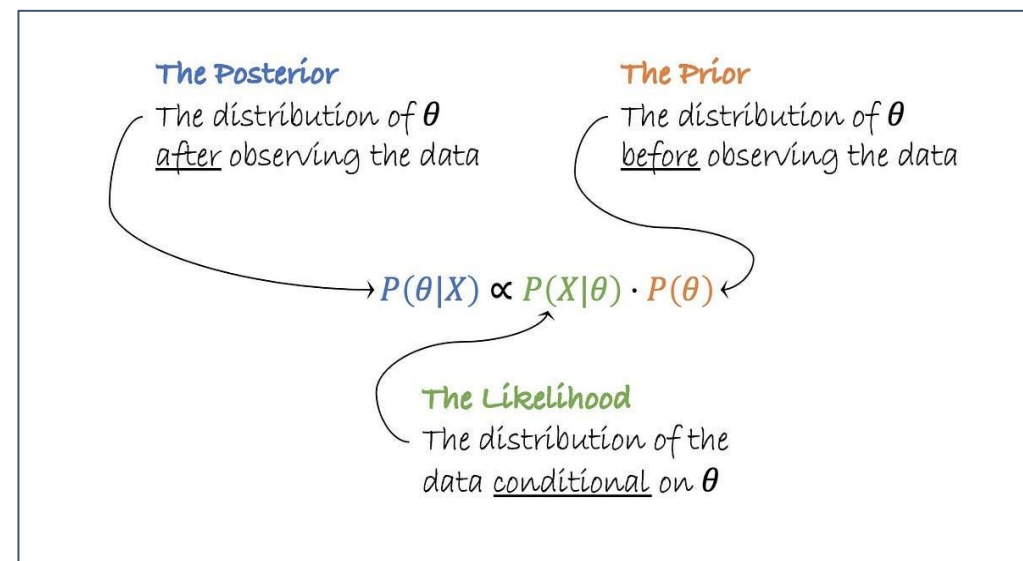 The Posterior
The distribution of θ
after observing the data
The Prior
The distribution of θ
before observing the data
P(θ|X) ∝ P(X|θ) · P(θ)
The Likelihood
The distribution of the
data conditional on θ